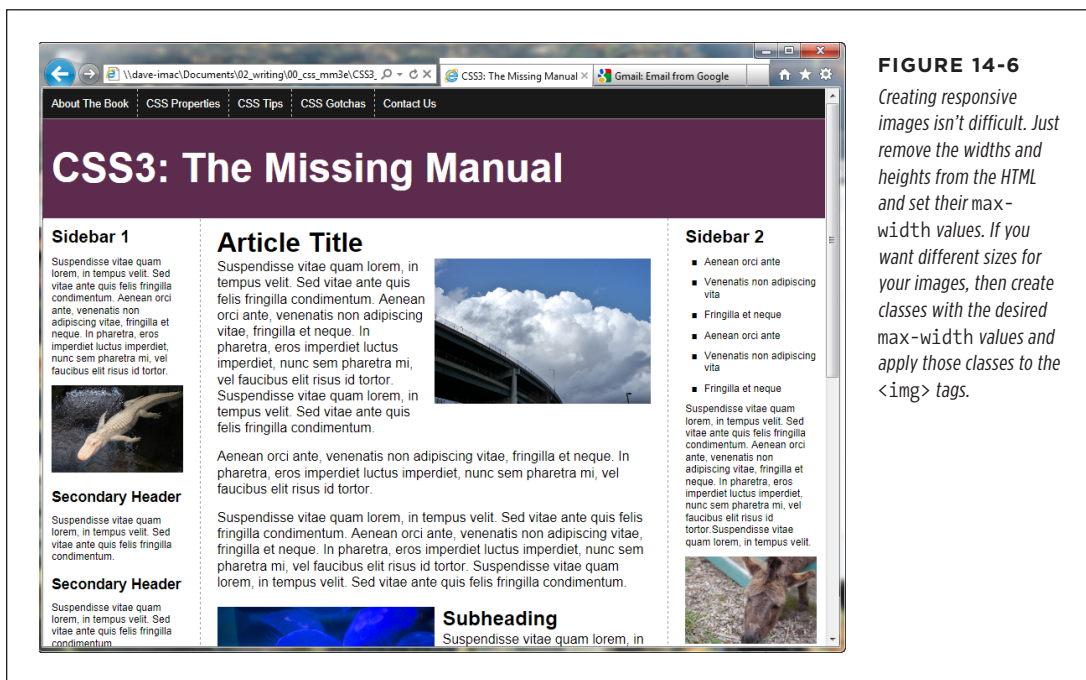 \\dave-imac\Documents\02_writing\00_css_mm3e\CSS3_
CSS3: The Missing Manual
Gmail: Email from Google
About The Book
CSS Properties
CSS Tips
CSS Gotchas
Contact Us
CSS3: The Missing Manual
Sidebar 1
Suspendisse vitae quam
lorem, in tempus velit. Sed
vitae ante quis felis fringilla
condimentum. Aenean orci
ante, venenatis non
adipiscing vitae, fringilla et
neque. In pharetra, eros
imperdiet luctus imperdiet,
nunc sem pharetra mi, vel
faucibus elit risus id tortor.
Secondary Header
Suspendisse vitae quam
lorem, in tempus velit. Sed
vitae ante quis felis fringilla
condimentum.
Secondary Header
Suspendisse vitae quam
lorem, in tempus velit. Sed
vitae ante quis felis fringilla
condimentum
Article Title
Suspendisse vitae quam lorem, in
tempus velit. Sed vitae ante quis
felis fringilla condimentum. Aenean
orci ante, venenatis non adipiscing
vitae, fringilla et neque. In
pharetra, eros imperdiet luctus
imperdiet, nunc sem pharetra mi,
vel faucibus elit risus id tortor.
Suspendisse vitae quam lorem, in
tempus velit. Sed vitae ante quis
felis fringilla condimentum.
Aenean orci ante, venenatis non adipiscing vitae, fringilla et neque. In
pharetra, eros imperdiet luctus imperdiet, nunc sem pharetra mi, vel
faucibus elit risus id tortor.
Suspendisse vitae quam lorem, in tempus velit. Sed vitae ante quis felis
fringilla condimentum. Aenean orci ante, venenatis non adipiscing vitae,
fringilla et neque. In pharetra, eros imperdiet luctus imperdiet, nunc sem
pharetra mi, vel faucibus elit risus id tortor. Suspendisse vitae quam
lorem, in tempus velit. Sed vitae ante quis felis fringilla condimentum.
Subheading
Suspendisse vitae quam lorem, in
Sidebar 2
Aenean orci ante
Venenatis non adipiscing
vita
Fringilla et neque
Aenean orci ante
Venenatis non adipiscing
vita
Fringilla et neque
Suspendisse vitae quam
lorem, in tempus velit. Sed
vitae ante quis felis fringilla
condimentum. Aenean orci
ante, venenatis non
adipiscing vitae, fringilla et
neque. In pharetra, eros
imperdiet luctus imperdiet,
nunc sem pharetra mi, vel
faucibus elit risus id
tortor.Suspendisse vitae
quam lorem, in tempus velit.
FIGURE 14-6
Creating responsive
images isn't difficult. Just
remove the widths and
heights from the HTML
and set their max-
width values. If you
want different sizes for
your images, then create
classes with the desired
max-width values and
apply those classes to the
<img> tags.